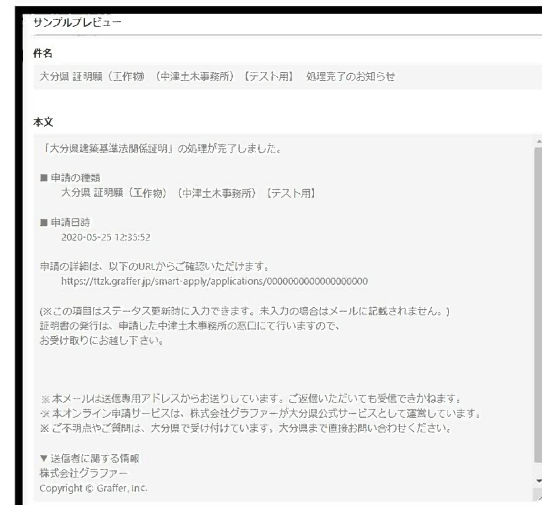 サンプルプレビュー
件名
大分県 証明願（工作物）（中津土木事務所）【テスト用】　処理完了のお知らせ
本文
「大分県建築基準法関係証明」の処理が完了しました。
■ 申請の種類
大分県 証明願（工作物）（中津土木事務所）【テスト用】
■ 申請日時
2020-05-25 12:35:52
申請の詳細は、以下のURLからご確認いただけます。
https://ttzk.graffer.jp/smart-apply/applications/0000000000000000000
(※この項目はステータス更新時に入力できます。未入力の場合はメールに記載されません。)
証明書の発行は、申請した中津土木事務所の窓口にて行いますので、
お受け取りにお越し下さい。
※ 本メールは送信専用アドレスからお送りしています。ご返信いただいても受信できかねます。
※ 本オンライン申請サービスは、株式会社グラファーが大分県公式サービスとして運営しています。
※ ご不明点やご質問は、大分県で受け付けています。大分県まで直接お問い合わせください。
▼ 送信者に関する情報
株式会社グラファー
Copyright © Graffer, Inc.